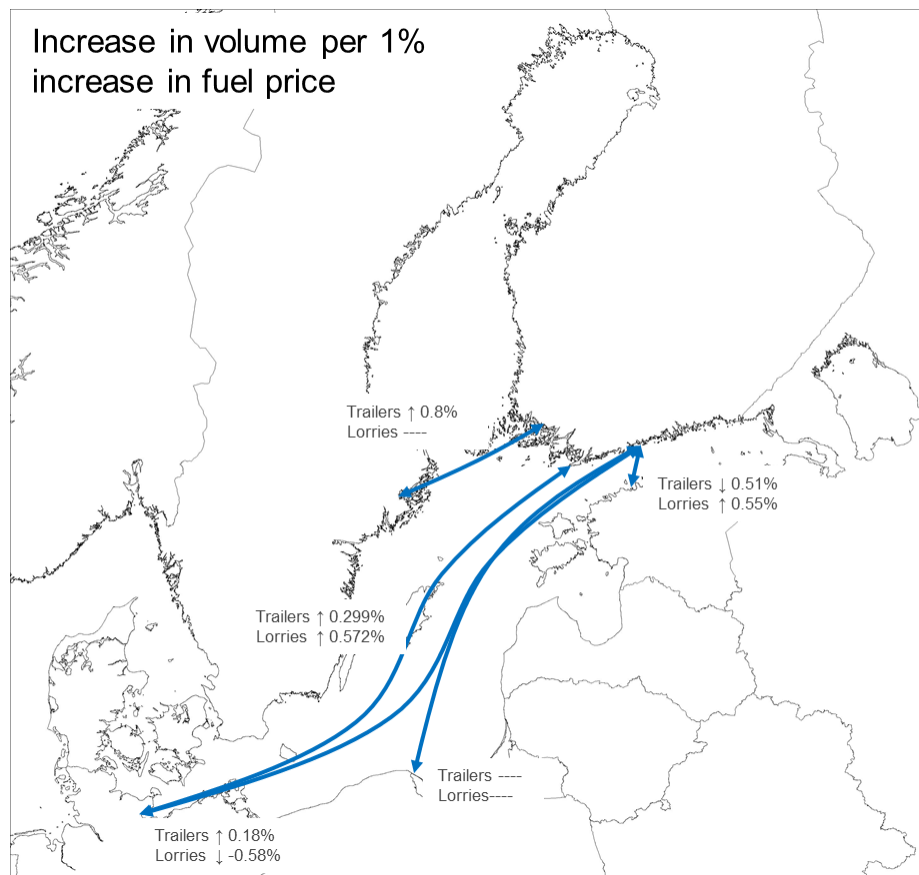 Increase in volume per 1%
increase in fuel price
Trailers ↑ 0.8%
Lorries ----
Trailers ↓ 0.51%
Lorries ↑ 0.55%
Trailers ↑ 0.299%
Lorries ↑ 0.572%
Trailers ----
Lorries----
Trailers ↑ 0.18%
Lorries ↓ -0.58%